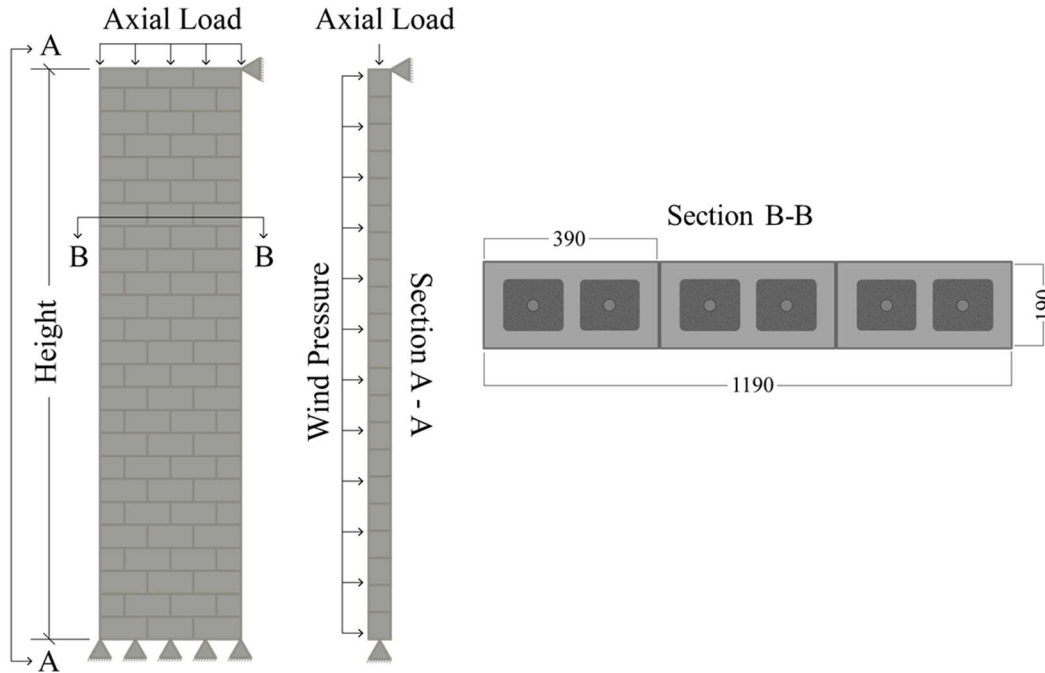 Axial Load
A
Height
B
B
A
Axial Load
Wind Pressure
Section A - A
Section B-B
390
190
1190